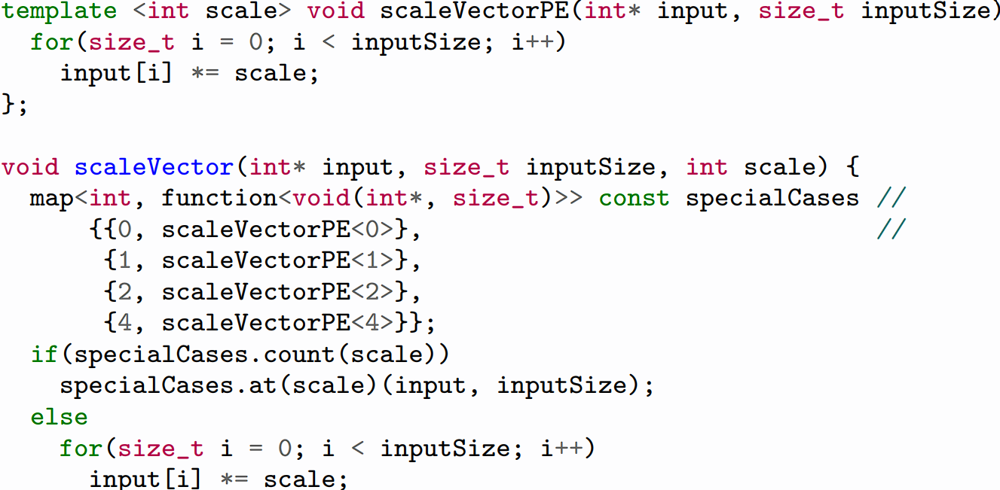 template <int scale> void scaleVectorPE(int* input, size_t inputSize)
  for(size_t i = 0; i < inputSize; i++)
    input[i] *= scale;
};

void scaleVector(int* input, size_t inputSize, int scale) {
  map<int, function<void(int*, size_t)>> const specialCases //
      {{0, scaleVectorPE<0>},                               //
       {1, scaleVectorPE<1>},
       {2, scaleVectorPE<2>},
       {4, scaleVectorPE<4>}};
  if(specialCases.count(scale))
    specialCases.at(scale)(input, inputSize);
  else
    for(size_t i = 0; i < inputSize; i++)
      input[i] *= scale;